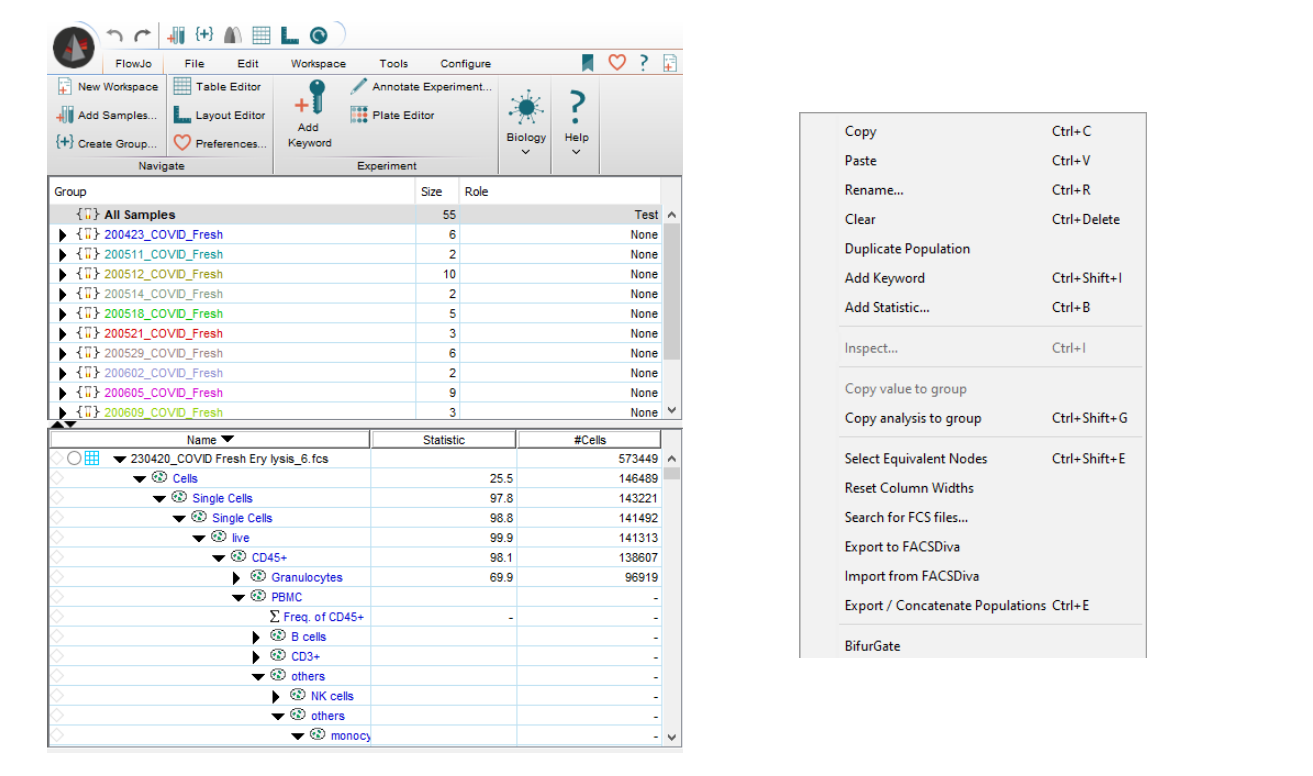 FlowJo File Edit Workspace Tools Configure
New Workspace Table Editor Annotate Experiment...
Add Samples... Layout Editor Add Keyword Plate Editor Biology Help
{+} Create Group... Preferences...
Navigate Experiment
Group Size Role
All Samples 55 Test
200423_COVID_Fresh 6 None
200511_COVID_Fresh 2 None
200512_COVID_Fresh 10 None
200514_COVID_Fresh 2 None
200518_COVID_Fresh 5 None
200521_COVID_Fresh 3 None
200529_COVID_Fresh 6 None
200602_COVID_Fresh 2 None
200605_COVID_Fresh 9 None
200609_COVID_Fresh 3 None
Name Statistic #Cells
230420_COVID Fresh Ery lysis_6.fcs 573449
Cells 25.5 146489
Single Cells 97.8 143221
Single Cells 98.8 141492
live 99.9 141313
CD45+ 98.1 138607
Granulocytes 69.9 96919
PBMC -
Σ Freq. of CD45+ - -
B cells -
CD3+ -
others -
NK cells -
others -
monocy -
Copy Ctrl+C
Paste Ctrl+V
Rename... Ctrl+R
Clear Ctrl+Delete
Duplicate Population
Add Keyword Ctrl+Shift+I
Add Statistic... Ctrl+B
Inspect... Ctrl+I
Copy value to group
Copy analysis to group Ctrl+Shift+G
Select Equivalent Nodes Ctrl+Shift+E
Reset Column Widths
Search for FCS files...
Export to FACSDiva
Import from FACSDiva
Export / Concatenate Populations Ctrl+E
BifurGate